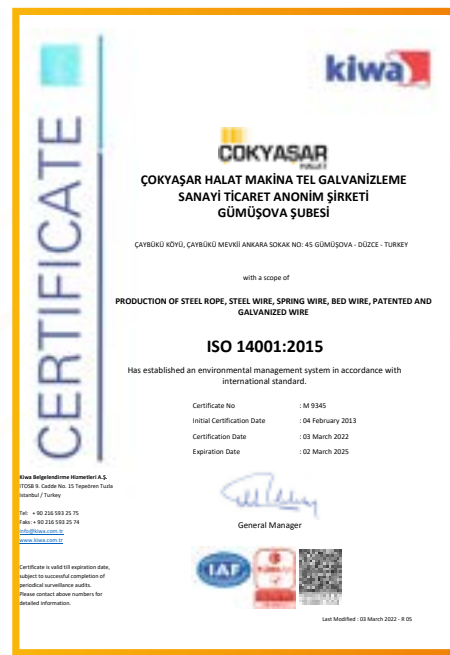 CERTIFICATE
kiwa
ÇOKYAŞAR
HALAT
ÇOKYAŞAR HALAT MAKİNA TEL GALVANİZLEME
SANAYİ TİCARET ANONİM ŞİRKETİ
GÜMÜŞOVA ŞUBESİ
ÇAYBÜKÜ KÖYÜ, ÇAYBÜKÜ MEVKİİ ANKARA SOKAK NO: 45 GÜMÜŞOVA - DÜZCE - TURKEY
with a scope of
PRODUCTION OF STEEL ROPE, STEEL WIRE, SPRING WIRE, BED WIRE, PATENTED AND
GALVANIZED WIRE
ISO 14001:2015
Has established an environmental management system in accordance with
international standard.
Certificate No : M 9345
Initial Certification Date : 04 February 2013
Certification Date : 03 March 2022
Expiration Date : 02 March 2025
Kiwa Belgelendirme Hizmetleri A.Ş.
ITOSB 9. Cadde No. 15 Tepeören Tuzla
Istanbul / Turkey
Tel: + 90 216 593 25 75
Faks: + 90 216 593 25 74
info@kiwa.com.tr
www.kiwa.com.tr
General Manager
Certificate is valid till expiration date,
subject to successful completion of
periodical surveillance audits.
Please contact above numbers for
detailed information.
IAF
Last Modified : 03 March 2022 - R 05